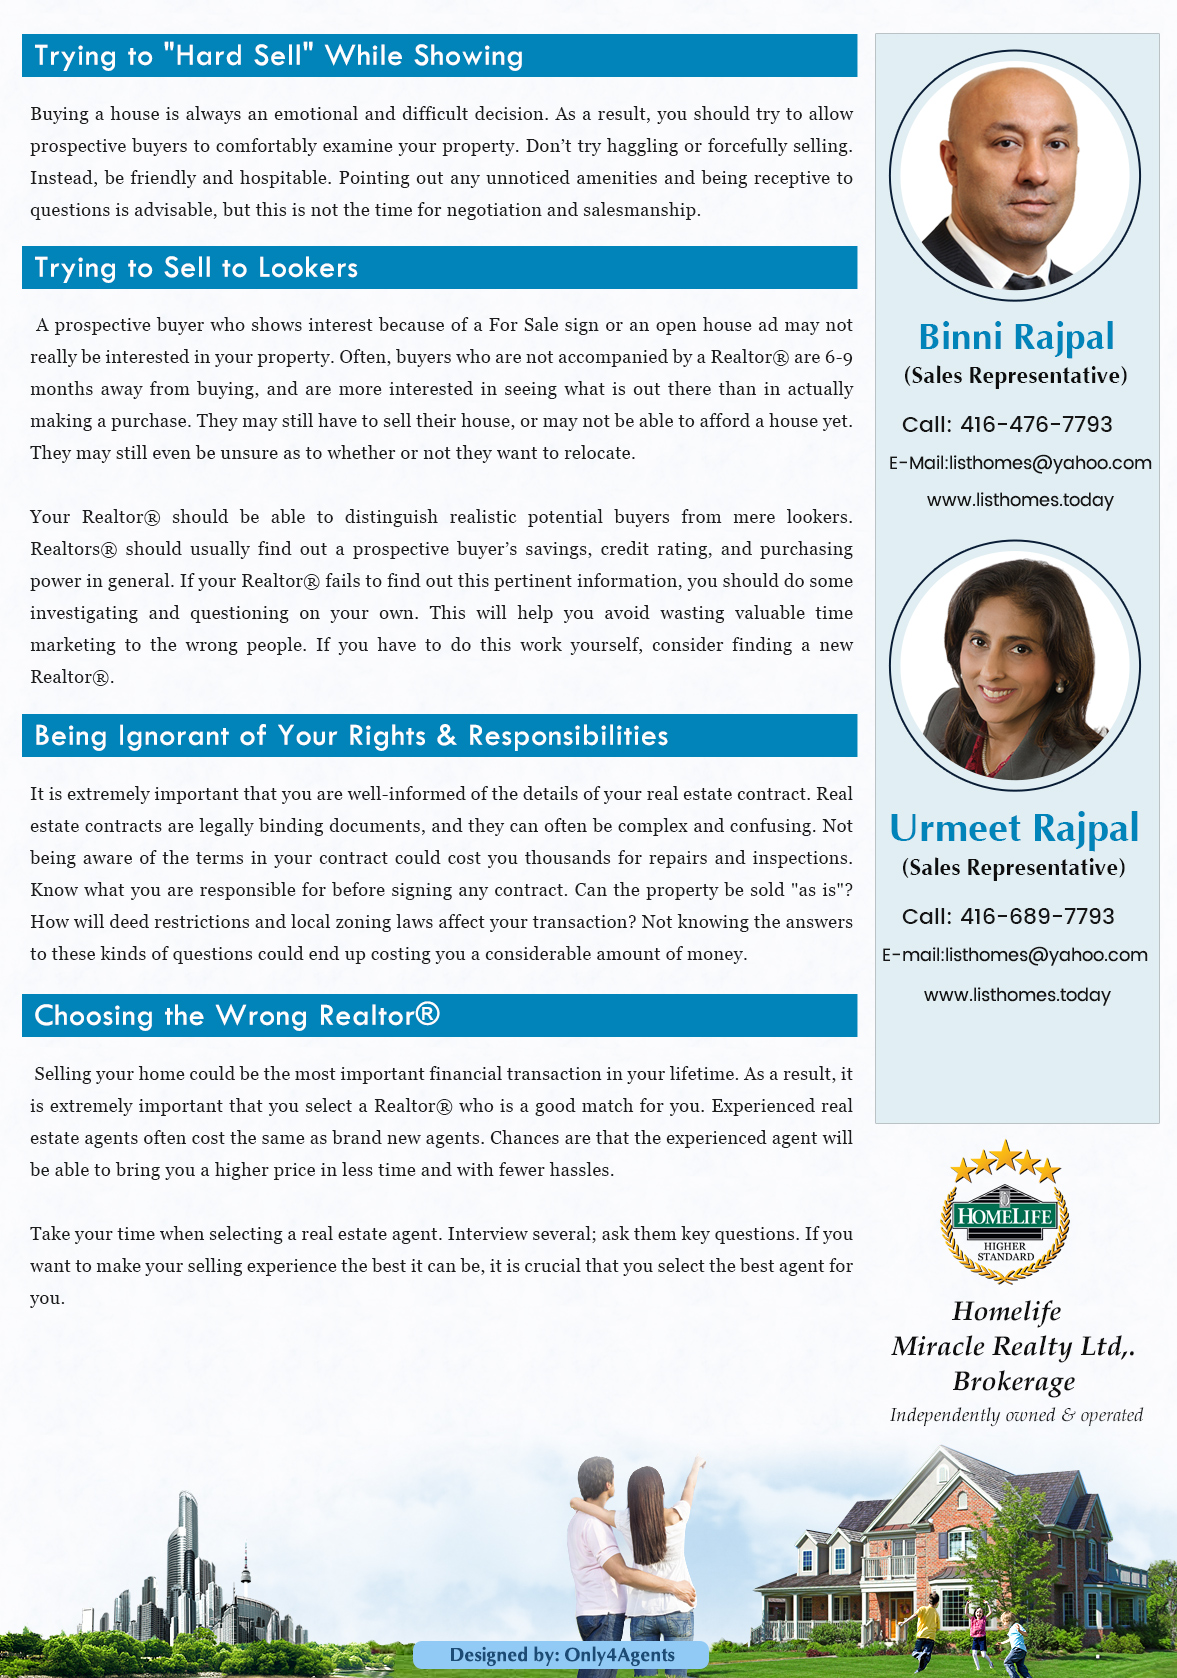 Trying to "Hard Sell" While Showing
Buying a house is always an emotional and difficult decision. As a result, you should try to allow
prospective buyers to comfortably examine your property. Don’t try haggling or forcefully selling.
Instead, be friendly and hospitable. Pointing out any unnoticed amenities and being receptive to
questions is advisable, but this is not the time for negotiation and salesmanship.
Trying to Sell to Lookers
A prospective buyer who shows interest because of a For Sale sign or an open house ad may not
really be interested in your property. Often, buyers who are not accompanied by a Realtor® are 6-9
months away from buying, and are more interested in seeing what is out there than in actually
making a purchase. They may still have to sell their house, or may not be able to afford a house yet.
They may still even be unsure as to whether or not they want to relocate.
Your Realtor® should be able to distinguish realistic potential buyers from mere lookers.
Realtors® should usually find out a prospective buyer’s savings, credit rating, and purchasing
power in general. If your Realtor® fails to find out this pertinent information, you should do some
investigating and questioning on your own. This will help you avoid wasting valuable time
marketing to the wrong people. If you have to do this work yourself, consider finding a new
Realtor®.
Being Ignorant of Your Rights & Responsibilities
It is extremely important that you are well-informed of the details of your real estate contract. Real
estate contracts are legally binding documents, and they can often be complex and confusing. Not
being aware of the terms in your contract could cost you thousands for repairs and inspections.
Know what you are responsible for before signing any contract. Can the property be sold "as is"?
How will deed restrictions and local zoning laws affect your transaction? Not knowing the answers
to these kinds of questions could end up costing you a considerable amount of money.
Choosing the Wrong Realtor®
Selling your home could be the most important financial transaction in your lifetime. As a result, it
is extremely important that you select a Realtor® who is a good match for you. Experienced real
estate agents often cost the same as brand new agents. Chances are that the experienced agent will
be able to bring you a higher price in less time and with fewer hassles.
Take your time when selecting a real estate agent. Interview several; ask them key questions. If you
want to make your selling experience the best it can be, it is crucial that you select the best agent for
you.
Binni Rajpal
(Sales Representative)
Call: 416-476-7793
E-Mail:listhomes@yahoo.com
www.listhomes.today
Urmeet Rajpal
(Sales Representative)
Call: 416-689-7793
E-mail:listhomes@yahoo.com
www.listhomes.today
HOMELIFE
HIGHER
STANDARD
Homelife
Miracle Realty Ltd,.
Brokerage
Independently owned & operated
Designed by: Only4Agents